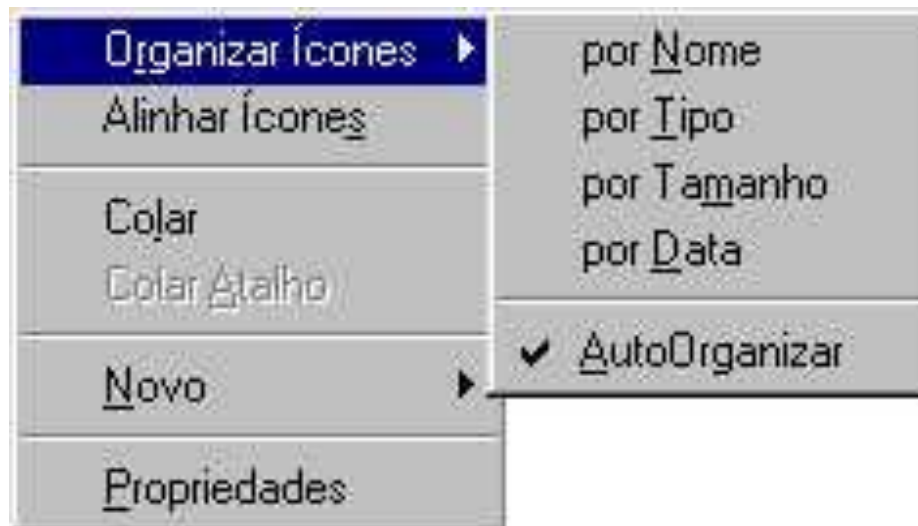 Organizar Ícones
Alinhar Ícones
Colar
Colar Atalho
Novo
Propriedades
por Nome
por Tipo
por Tamanho
por Data
AutoOrganizar